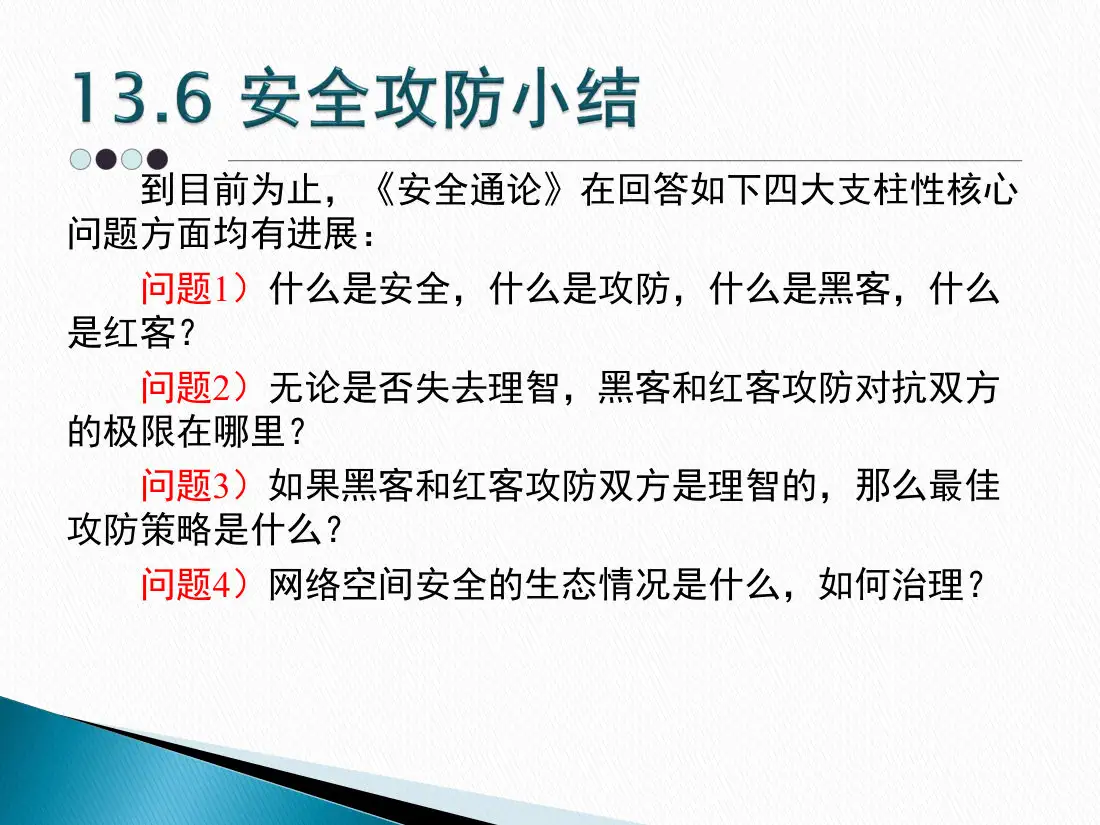 13.6 安全攻防小结
到目前为止，《安全通论》在回答如下四大支柱性核心
问题方面均有进展：
问题1）什么是安全，什么是攻防，什么是黑客，什么
是红客？
问题2）无论是否失去理智，黑客和红客攻防对抗双方
的极限在哪里？
问题3）如果黑客和红客攻防双方是理智的，那么最佳
攻防策略是什么？
问题4）网络空间安全的生态情况是什么，如何治理？